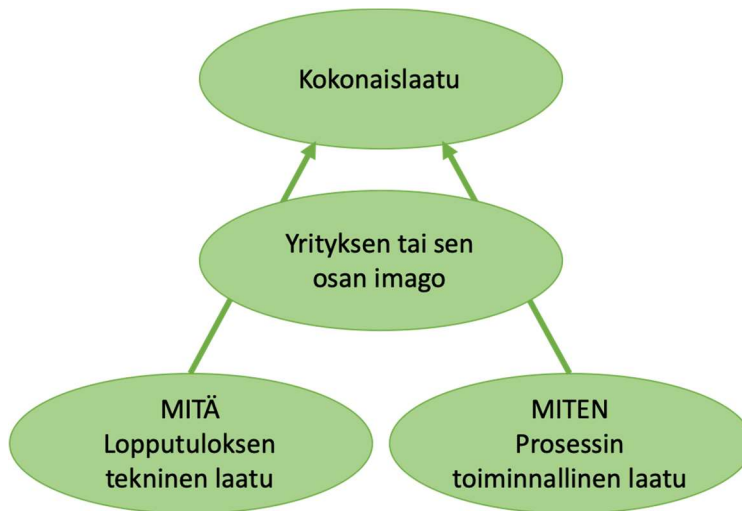 Kokonaislaatu
Yrityksen tai sen
osan imago
MITÄ
Lopputuloksen
tekninen laatu
MITEN
Prosessin
toiminnallinen laatu